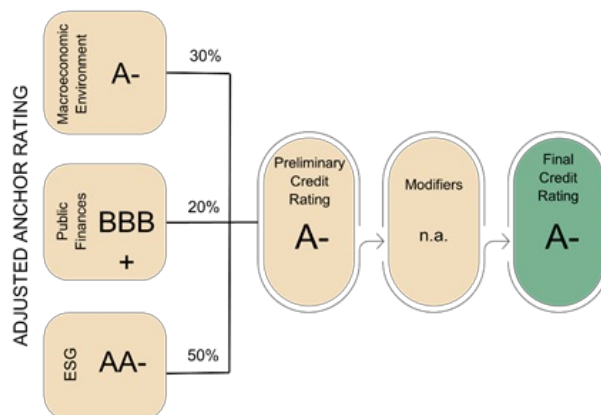 ADJUSTED ANCHOR RATING
Macroeconomic
Environment
A-
30%
Public
Finances
BBB
+
20%
ESG
AA-
50%
Preliminary
Credit
Rating
A-
Modifiers
n.a.
Final
Credit
Rating
A-